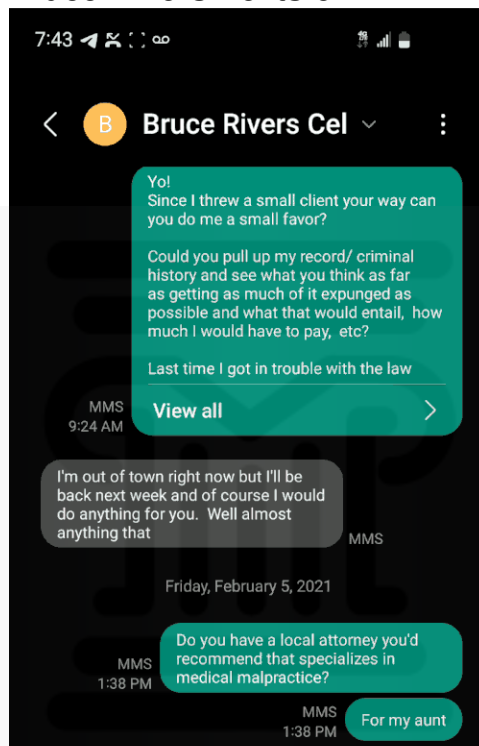 7:43
B Bruce Rivers Cel
Yo!
Since I threw a small client your way can
you do me a small favor?
Could you pull up my record/ criminal
history and see what you think as far
as getting as much of it expunged as
possible and what that would entail, how
much I would have to pay, etc?
Last time I got in trouble with the law
View all
MMS
9:24 AM
I'm out of town right now but I'll be
back next week and of course I would
do anything for you. Well almost
anything that
MMS
Friday, February 5, 2021
Do you have a local attorney you'd
recommend that specializes in
medical malpractice?
MMS
1:38 PM
For my aunt
MMS
1:38 PM